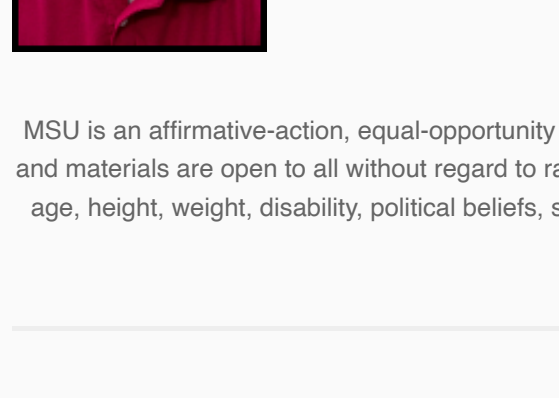 MSU is an affirmative-action, equal-opportunity
and materials are open to all without regard to
age, height, weight, disability, political beliefs,